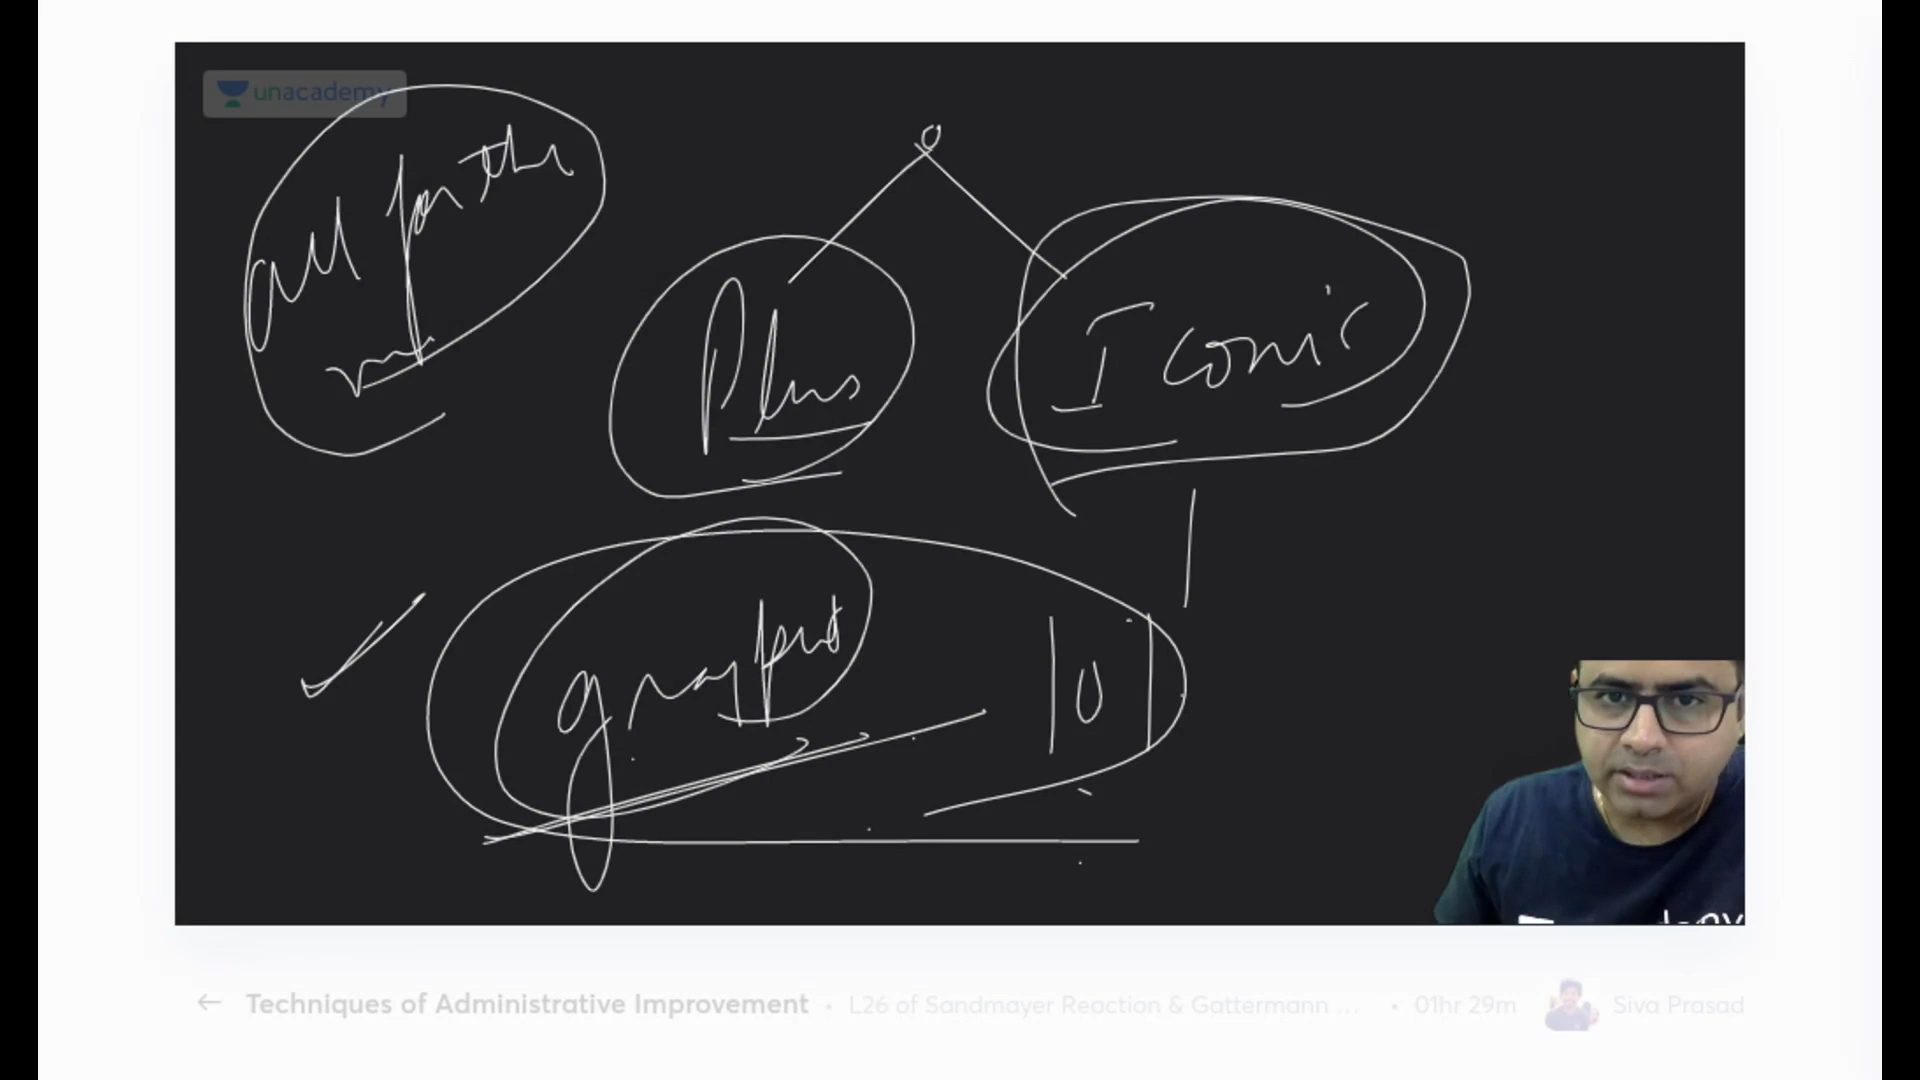 unacademy
all for the
Plus
Iconic
101
Techniques of Administrative Improvement • L26 of Sandmayer Reaction & Gattermann ... • 01hr 29m Siva Prasad